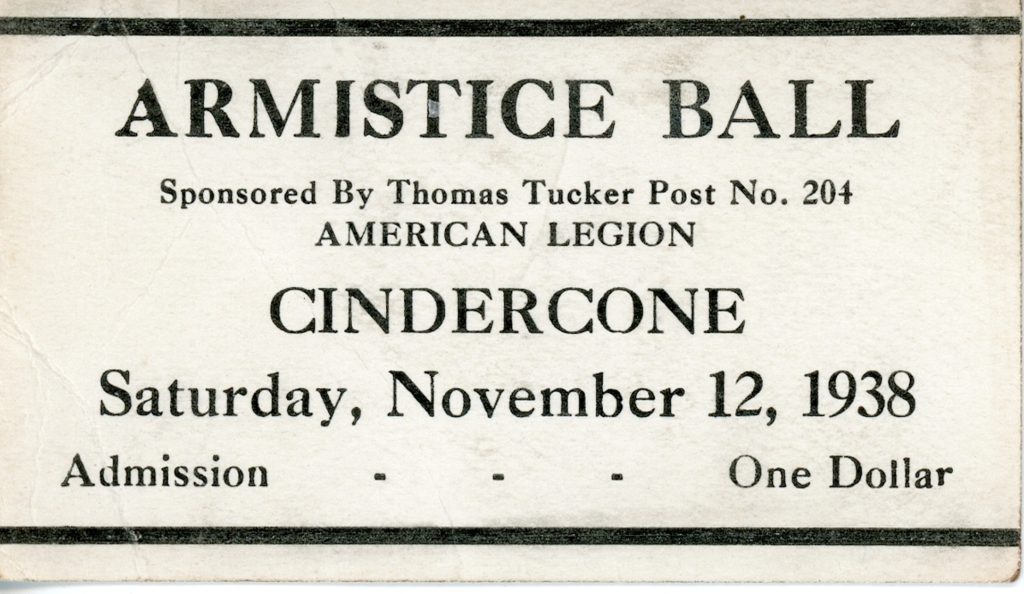 ARMISTICE BALL
Sponsored By Thomas Tucker Post No. 204
AMERICAN LEGION
CINDERCONE
Saturday, November 12, 1938
Admission - - - One Dollar